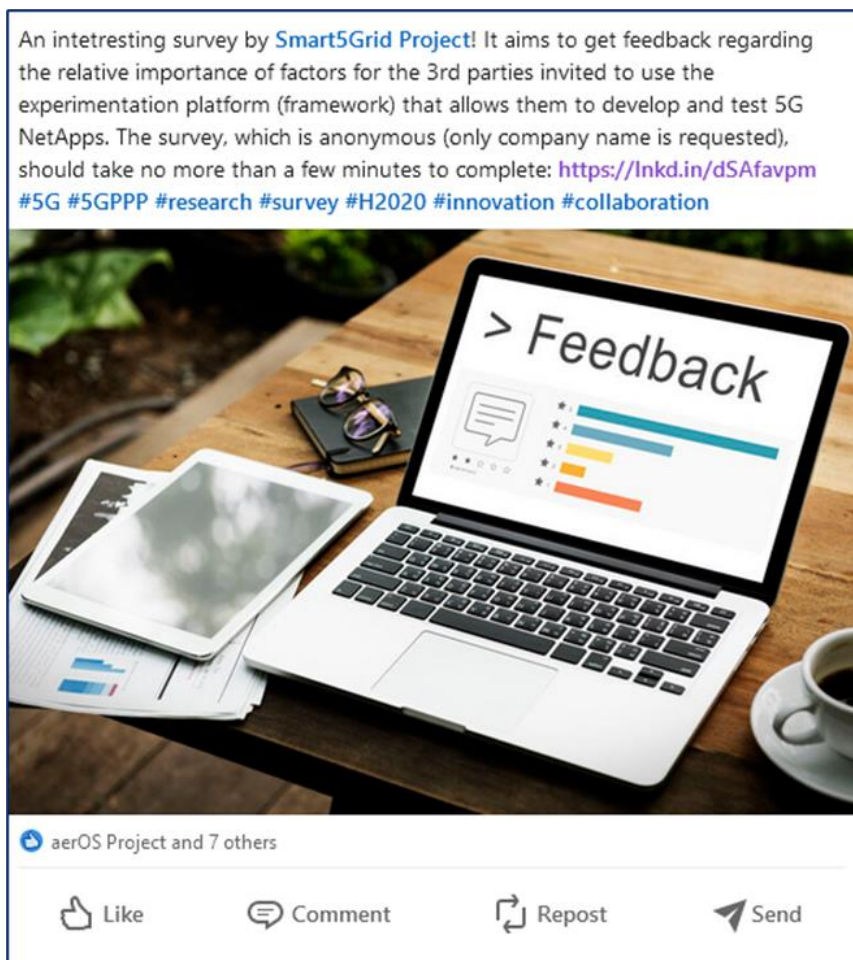 An intetresting survey by Smart5Grid Project! It aims to get feedback regarding
the relative importance of factors for the 3rd parties invited to use the
experimentation platform (framework) that allows them to develop and test 5G
NetApps. The survey, which is anonymous (only company name is requested),
should take no more than a few minutes to complete: https://lnkd.in/dSAfavpm
#5G #5GPPP #research #survey #H2020 #innovation #collaboration
> Feedback
aerOS Project and 7 others
Like Comment Repost Send